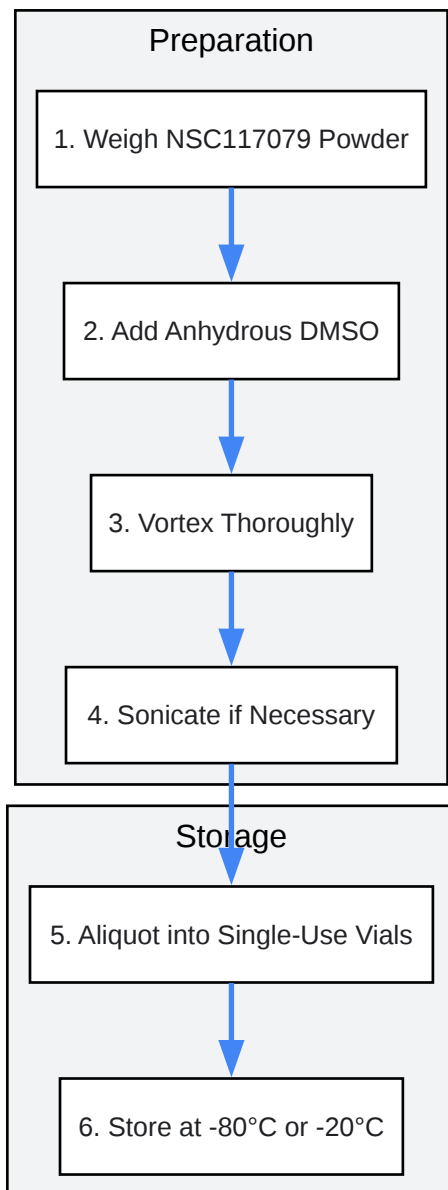 Preparation
1. Weigh NSC117079 Powder
2. Add Anhydrous DMSO
3. Vortex Thoroughly
4. Sonicate if Necessary
Storage
5. Aliquot into Single-Use Vials
6. Store at -80°C or -20°C